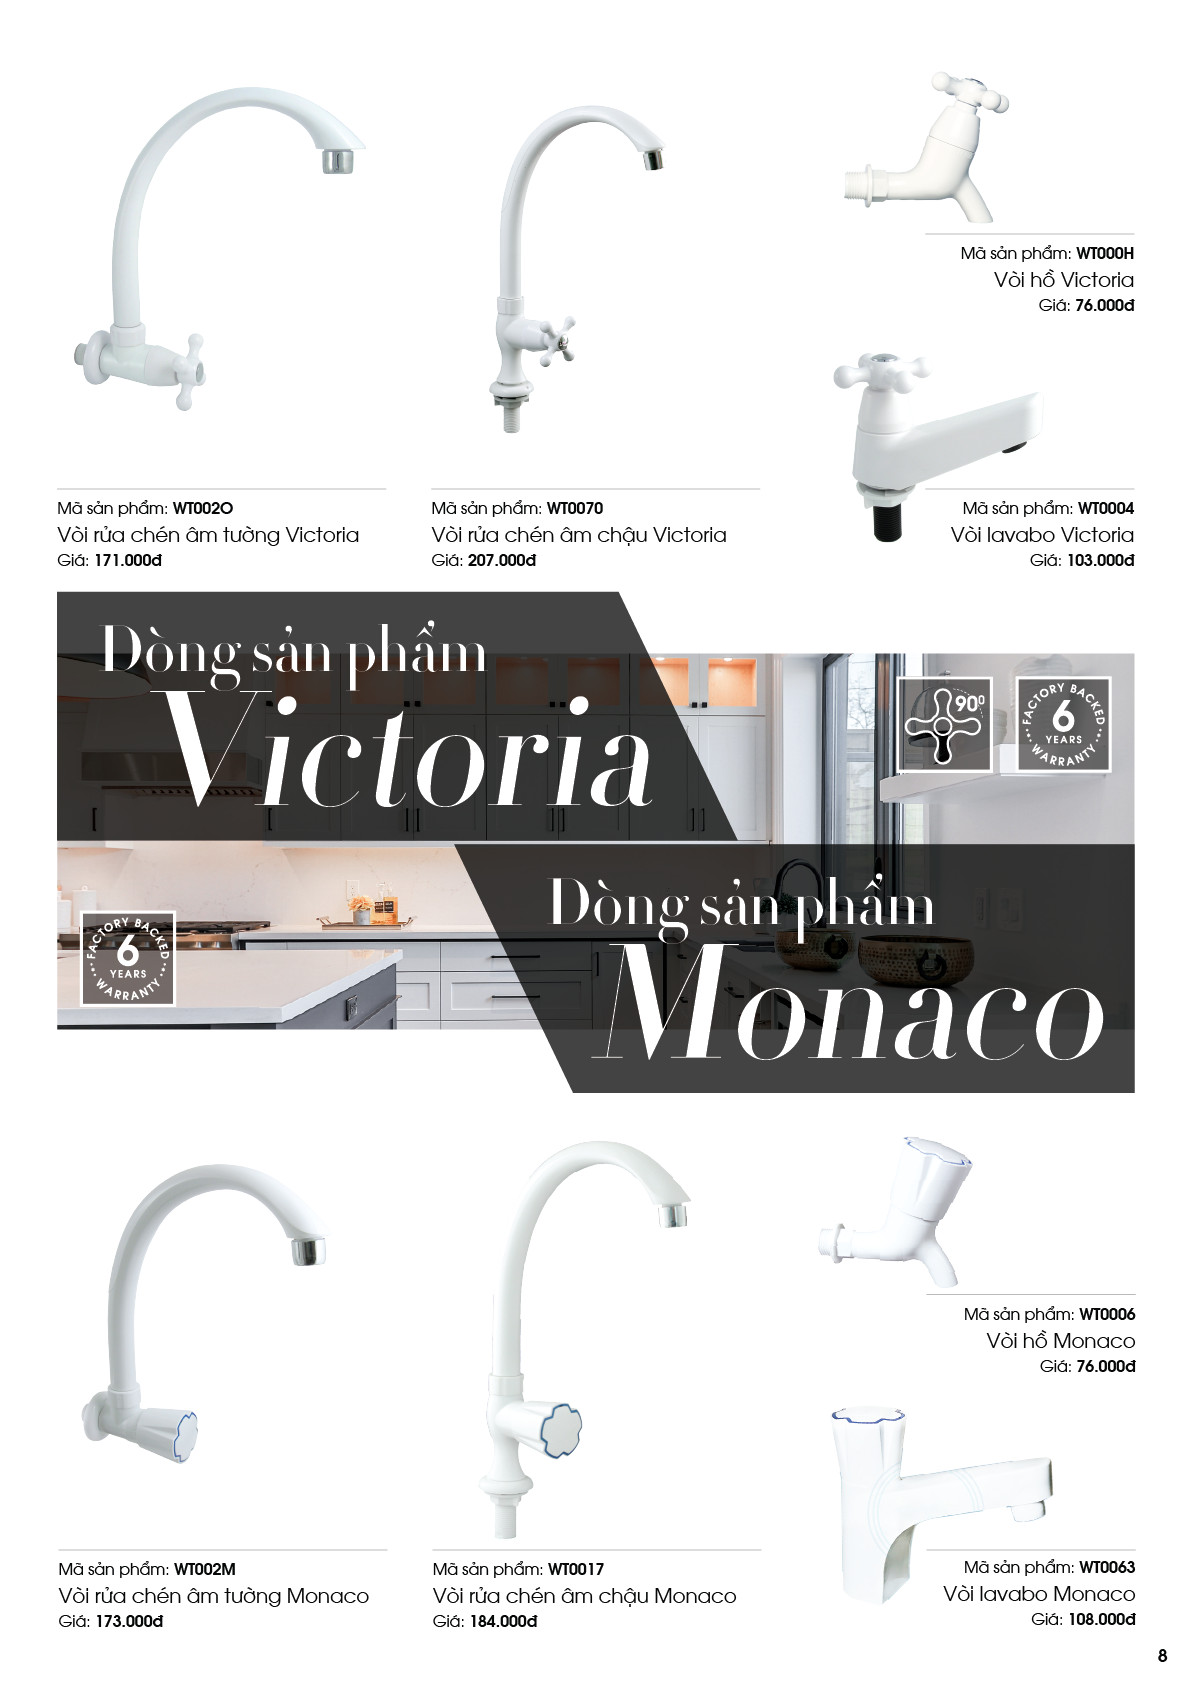 Mã sản phẩm: WT000H
Vòi hồ Victoria
Giá: 76.000đ
Mã sản phẩm: WT002O
Vòi rửa chén âm tường Victoria
Giá: 171.000đ
Mã sản phẩm: WT0070
Vòi rửa chén âm chậu Victoria
Giá: 207.000đ
Mã sản phẩm: WT0004
Vòi lavabo Victoria
Giá: 103.000đ
Dòng sản phẩm
Victoria
90⁰
FACTORY BACKED
6
YEARS
WARRANTY
Dòng sản phẩm
Monaco
FACTORY BACKED
6
YEARS
WARRANTY
Mã sản phẩm: WT0006
Vòi hồ Monaco
Giá: 76.000đ
Mã sản phẩm: WT002M
Vòi rửa chén âm tường Monaco
Giá: 173.000đ
Mã sản phẩm: WT0017
Vòi rửa chén âm chậu Monaco
Giá: 184.000đ
Mã sản phẩm: WT0063
Vòi lavabo Monaco
Giá: 108.000đ
8